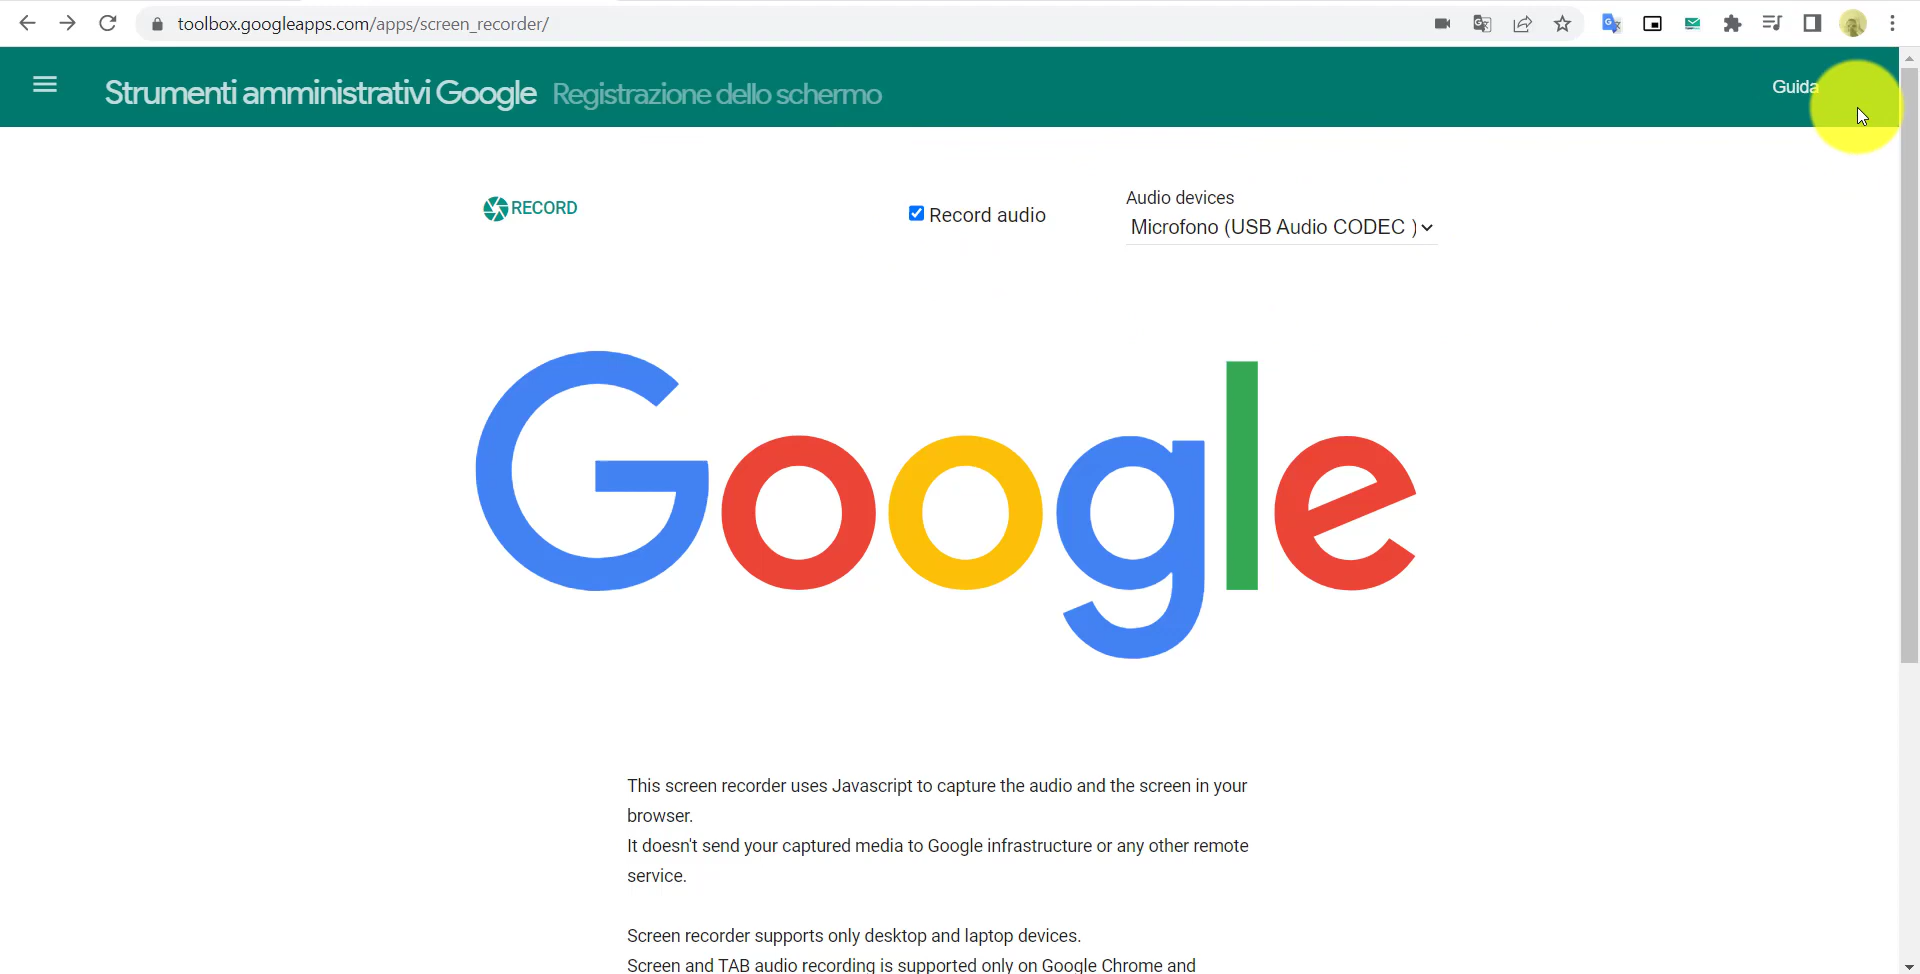 toolbox.googleapps.com/apps/screen_recorder/
Strumenti amministrativi Google Registrazione dello schermo
Guida
RECORD
Record audio
Audio devices
Microfono (USB Audio CODEC )
Google
This screen recorder uses Javascript to capture the audio and the screen in your
browser.
It doesn't send your captured media to Google infrastructure or any other remote
service.
Screen recorder supports only desktop and laptop devices.
Screen and TAB audio recording is supported only on Google Chrome and